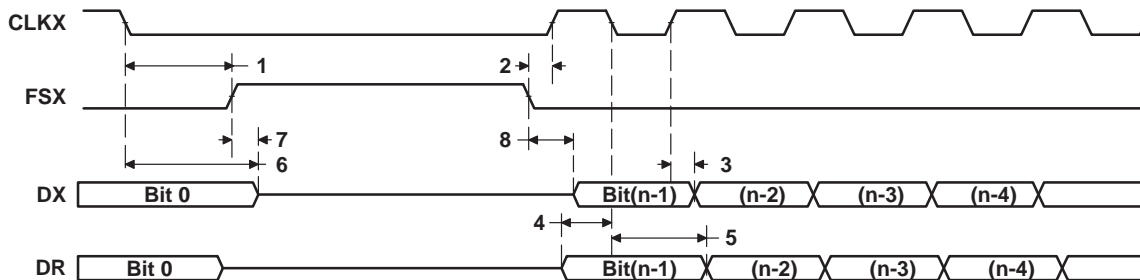 CLKX
1
2
FSX
7
8
6
3
DX
Bit 0
Bit(n-1)
(n-2)
(n-3)
(n-4)
4
5
DR
Bit 0
Bit(n-1)
(n-2)
(n-3)
(n-4)